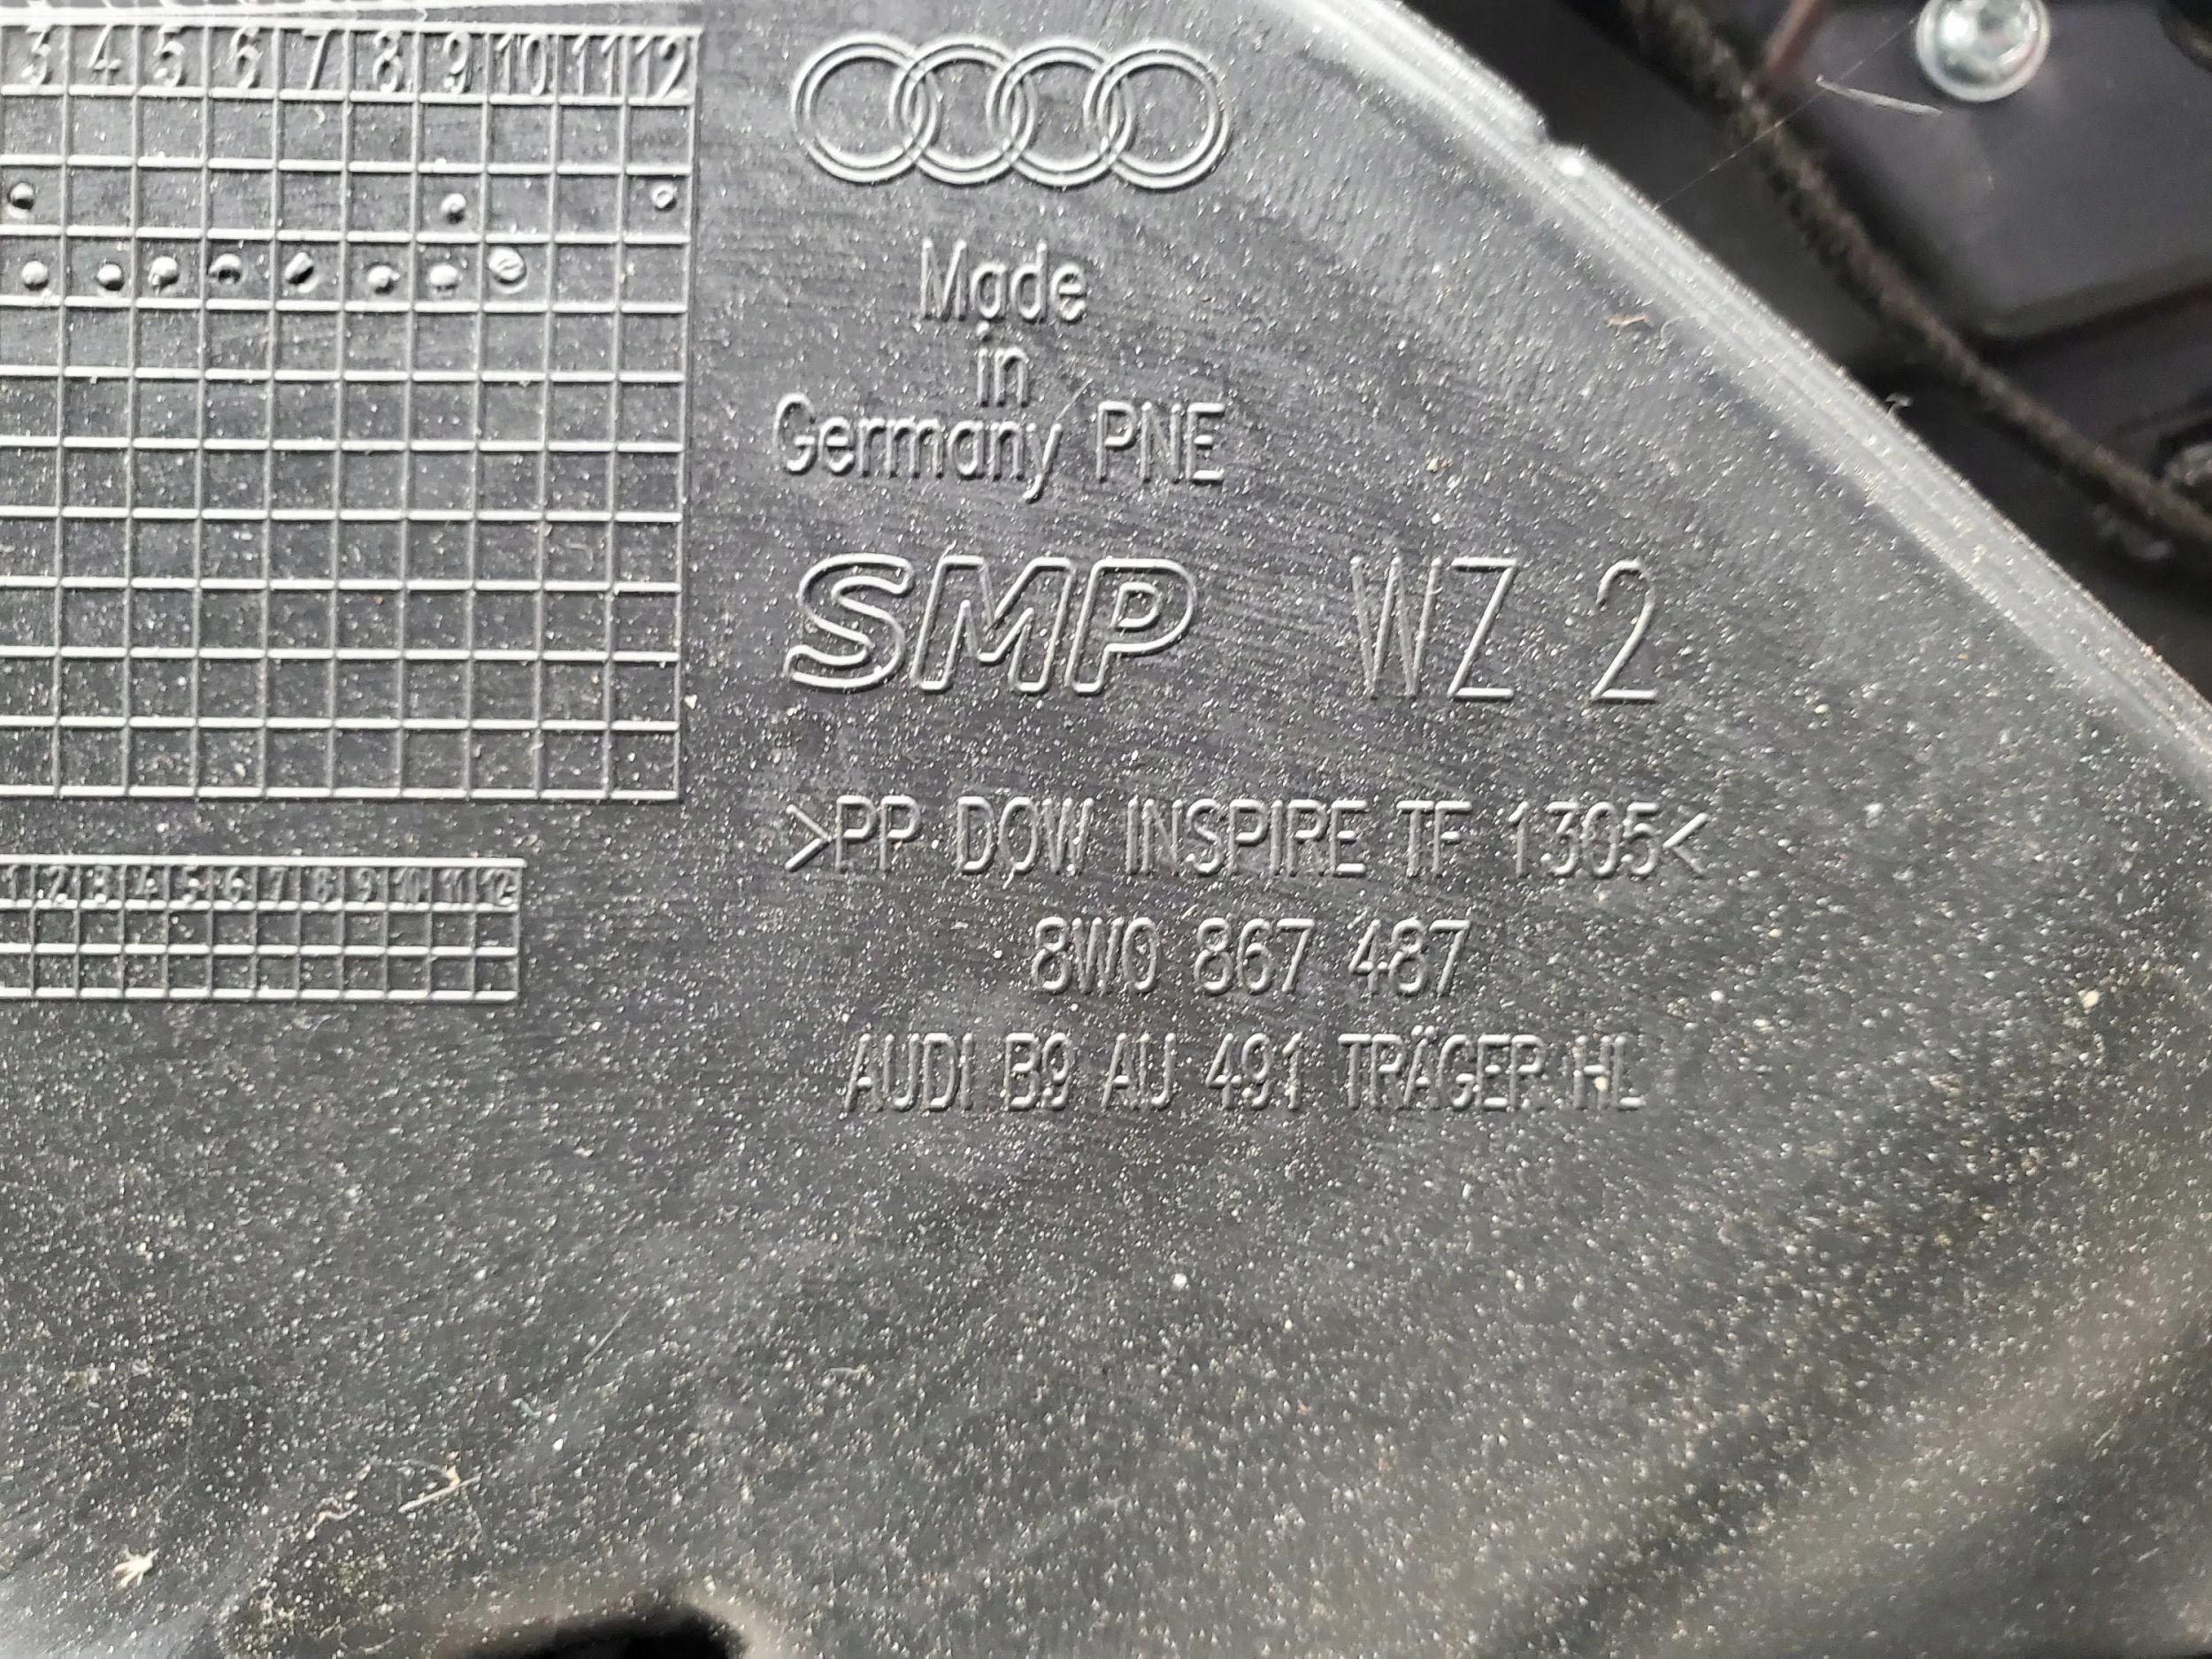 3 4 5 6 7 8 9 10 11 12
Made
in
Germany PNE
SMP WZ 2
>PP DOW INSPIRE TF 1305<
8W0 867 487
AUDI B9 AU 491 TRÄGER HL
1 2 3 4 5 6 7 8 9 10 11 12